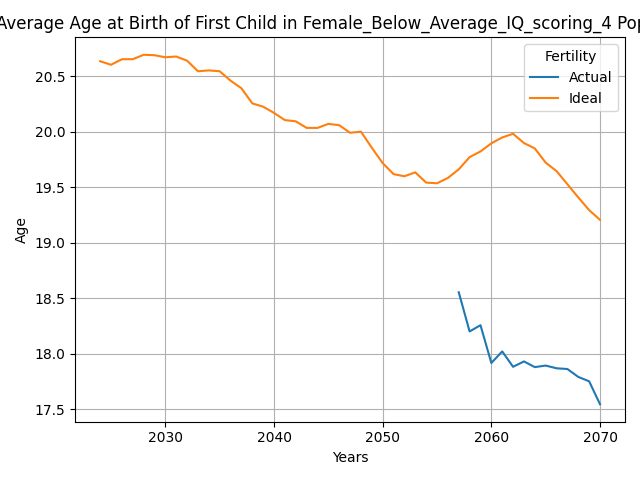 Average Age at Birth of First Child in Female_Below_Average_IQ_scoring_4
Fertility
Actual
Ideal
20.5
20.0
19.5
19.0
18.5
18.0
17.5
Age
2030 2040 2050 2060 2070
Years